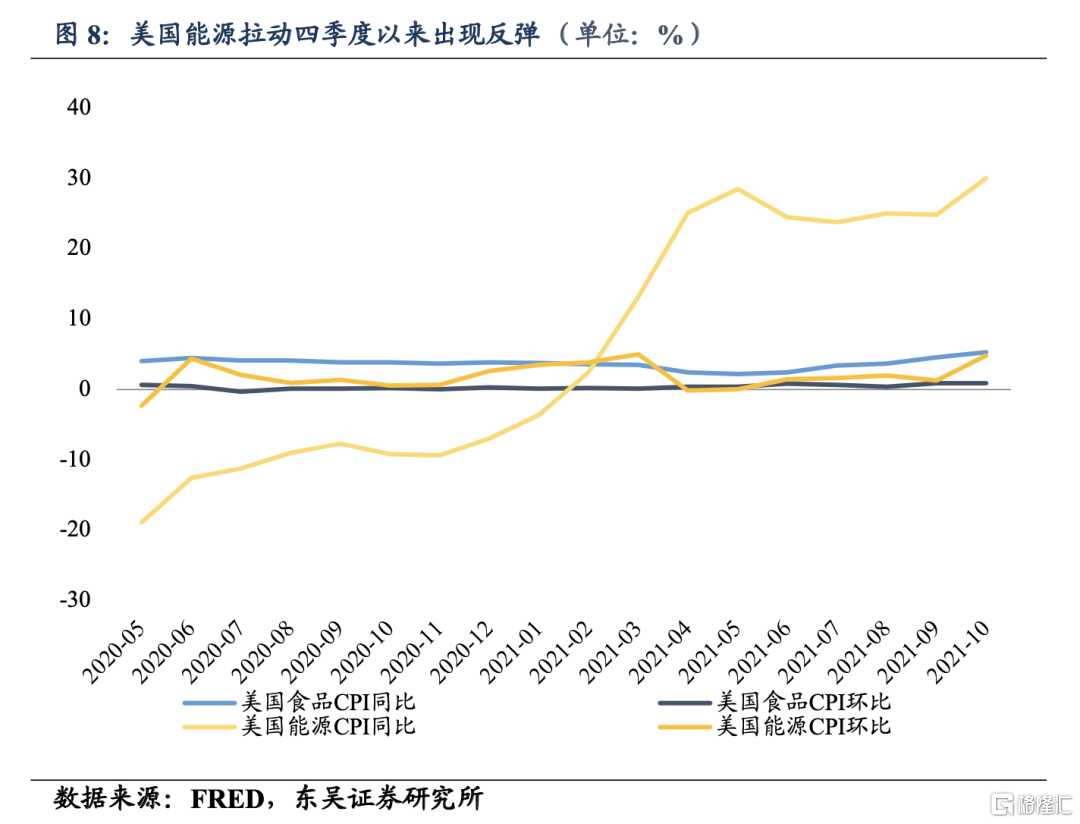 图 8：美国能源拉动四季度以来出现反弹（单位：%）
40
30
20
10
0
-10
-20
-30
2020-05 2020-06 2020-07 2020-08 2020-09 2020-10 2020-11 2020-12 2021-01 2021-02 2021-03 2021-04 2021-05 2021-06 2021-07 2021-08 2021-09 2021-10
美国食品CPI同比 美国食品CPI环比
美国能源CPI同比 美国能源CPI环比
数据来源：FRED，东吴证券研究所
格隆汇